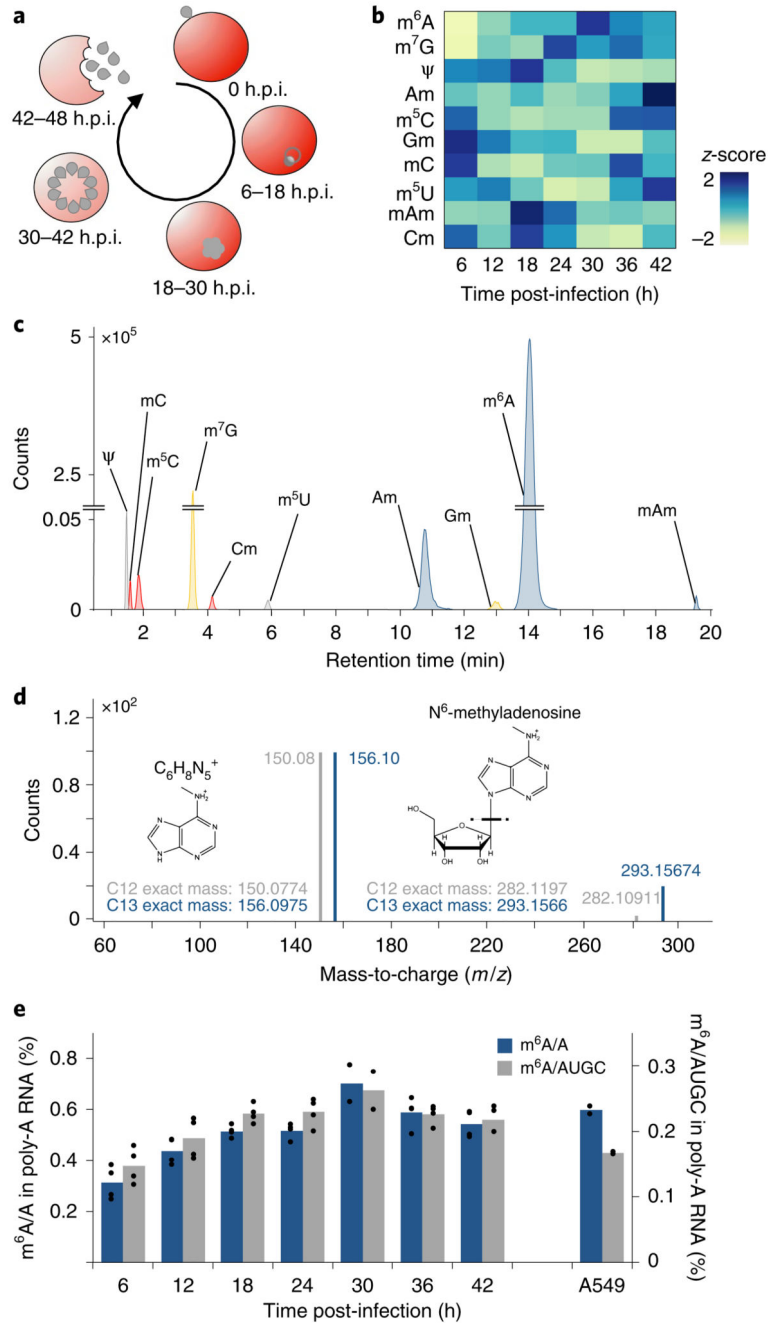 a
0 h.p.i.
6–18 h.p.i.
18–30 h.p.i.
30–42 h.p.i.
42–48 h.p.i.
b
m⁶A
m⁷G
Ψ
Am
m⁵C
Gm
mC
m⁵U
mAm
Cm
6 12 18 24 30 36 42
Time post-infection (h)
z-score
2
–2
c
×10⁵
5
2.5
0.05
0
Counts
Ψ
mC
m⁵C
m⁷G
Cm
m⁵U
Am
Gm
m⁶A
mAm
2 4 6 8 10 12 14 16 18 20
Retention time (min)
d
×10²
1.2
0.8
0.4
0
Counts
C₆H₈N₅⁺
NH₂⁺
N
N
N
N
H
150.08
156.10
C12 exact mass: 150.0774
C13 exact mass: 156.0975
N⁶-methyladenosine
NH₂⁺
N
N
N
N
HO
O
H
H
H
H
OH
OH
C12 exact mass: 282.1197
C13 exact mass: 293.1566
293.15674
282.10911
60 100 140 180 220 260 300
Mass-to-charge (m/z)
e
m⁶A/A in poly-A RNA (%)
0.8
0.6
0.4
0.2
m⁶A/A
m⁶A/AUGC
0.3
0.2
0.1
0
m⁶A/AUGC in poly-A RNA (%)
6 12 18 24 30 36 42 A549
Time post-infection (h)